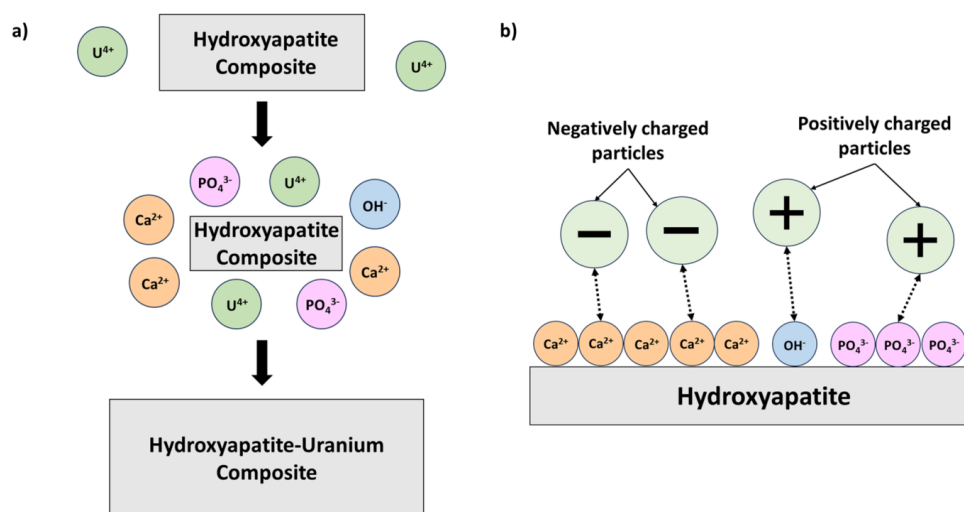 a)
U⁴⁺
Hydroxyapatite
Composite
U⁴⁺
PO₄³⁻
U⁴⁺
OH⁻
Ca²⁺
Hydroxyapatite
Composite
Ca²⁺
Ca²⁺
U⁴⁺
PO₄³⁻
Hydroxyapatite-Uranium
Composite
b)
Negatively charged
particles
Positively charged
particles
−
−
+
+
Ca²⁺ Ca²⁺ Ca²⁺ Ca²⁺ Ca²⁺ OH⁻ PO₄³⁻ PO₄³⁻ PO₄³⁻
Hydroxyapatite